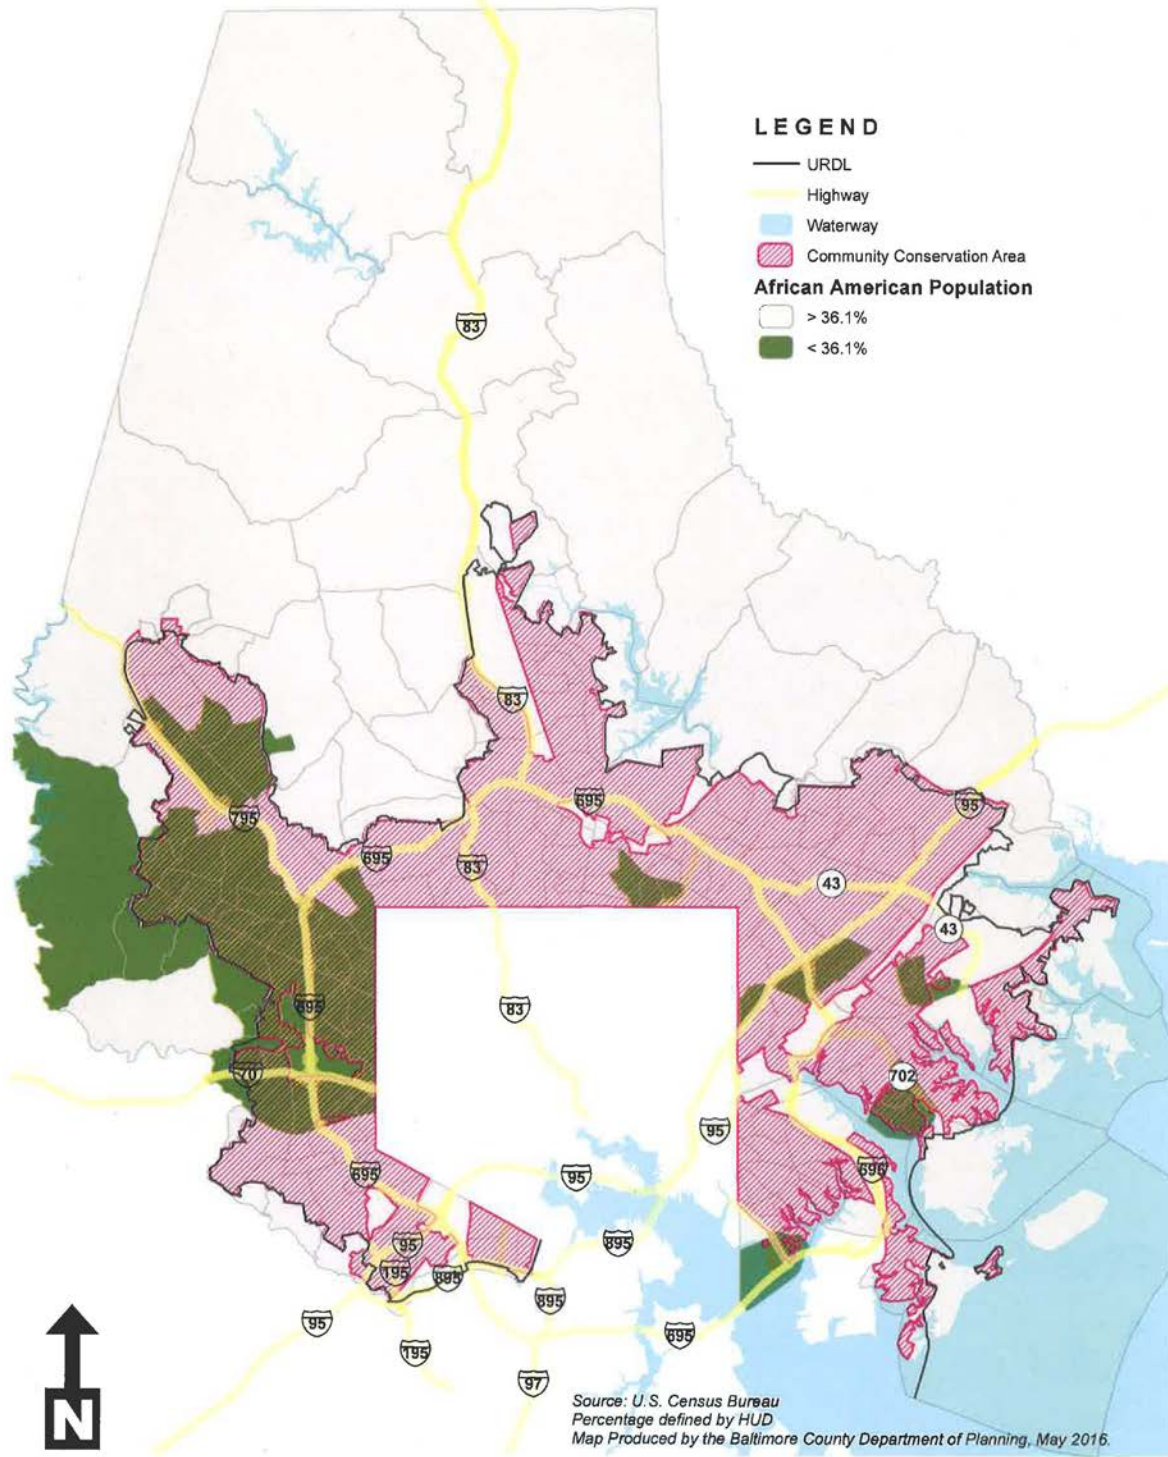 LEGEND
URDL
Highway
Waterway
Community Conservation Area
African American Population
> 36.1%
< 36.1%
83
83
795
695
695
83
95
43
43
695
83
70
702
695
95
695
95
895
95
195
895
895
95
195
695
97
N
Source: U.S. Census Bureau
Percentage defined by HUD
Map Produced by the Baltimore County Department of Planning, May 2016.